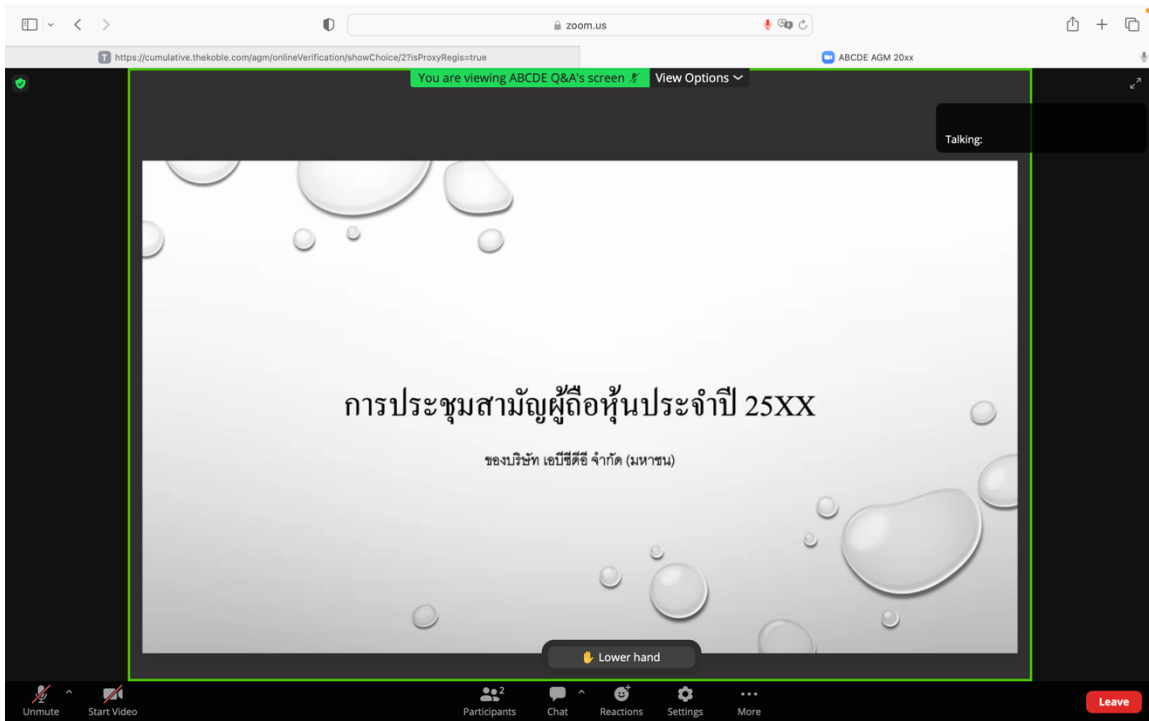 zoom.us
https://cumulative.thekoble.com/agm/onlineVerification/showChoice/2?isProxyRegis=true
ABCDE AGM 20xx
You are viewing ABCDE Q&A's screen
View Options
Talking:
การประชุมสามัญผู้ถือหุ้นประจำปี 25XX
ของบริษัท เอบีซีดีอี จำกัด (มหาชน)
Lower hand
Unmute
Start Video
2
Participants
Chat
Reactions
Settings
More
Leave